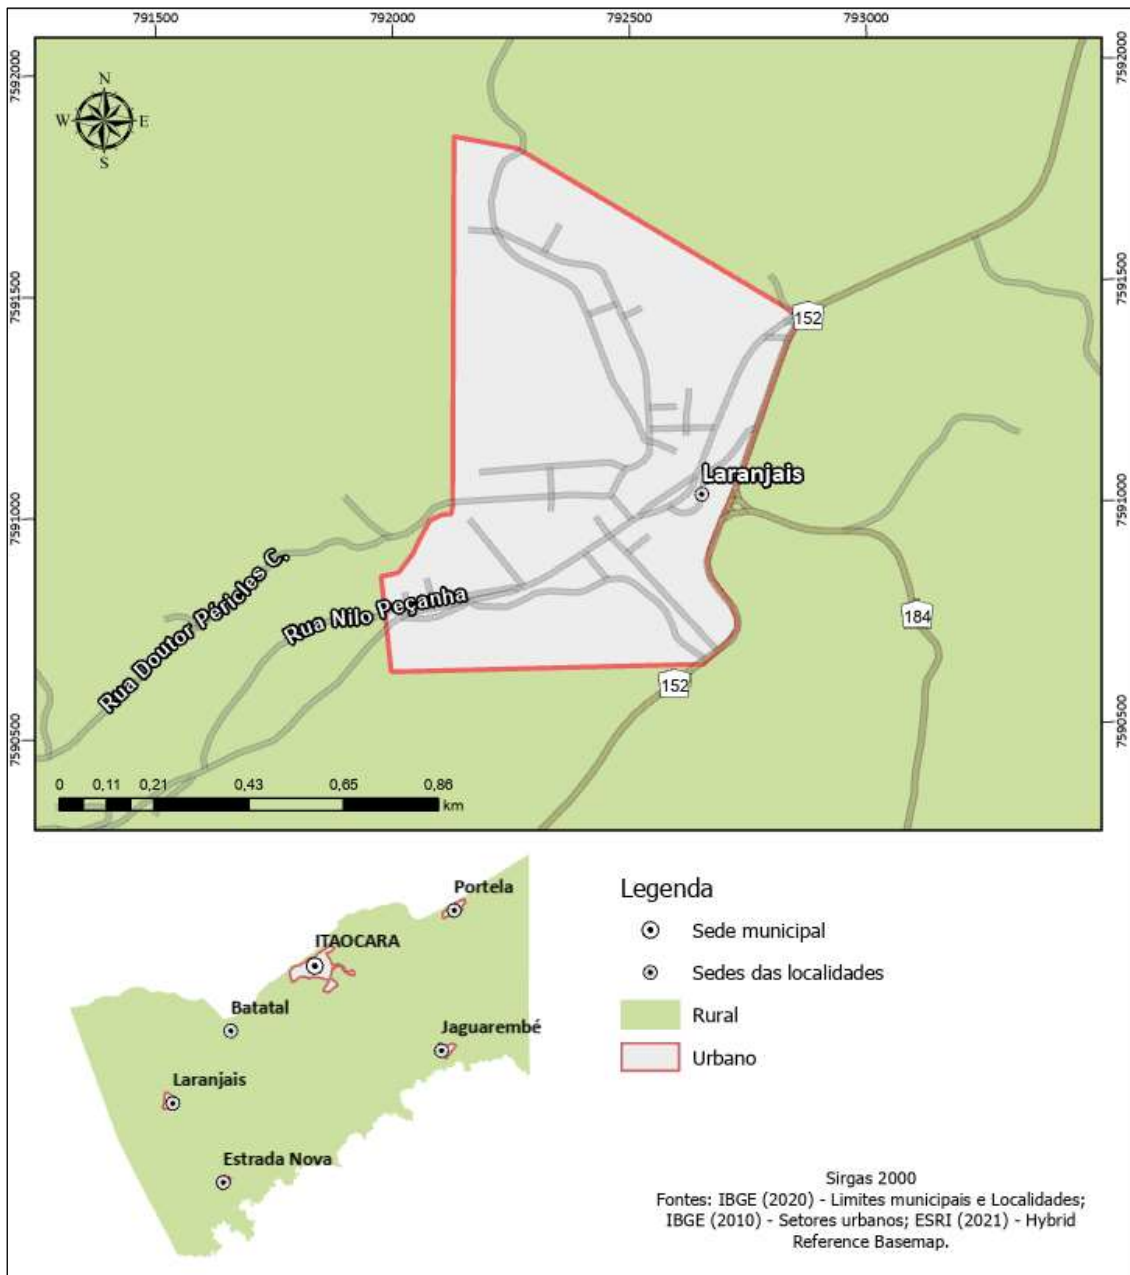 791500
792000
792500
793000
7592000
7592000
N
W
E
S
7591500
152
7591500
Laranjais
7591000
7591000
Rua Doutor Péricles C.
Rua Nilo Peçanha
184
152
7590500
7590500
0 0,11 0,21 0,43 0,65 0,86
km
Portela
ITAOCARA
Batatal
Jaguarembé
Laranjais
Estrada Nova
Legenda
Sede municipal
Sedes das localidades
Rural
Urbano
Sirgas 2000
Fontes: IBGE (2020) - Limites municipais e Localidades;
IBGE (2010) - Setores urbanos; ESRI (2021) - Hybrid
Reference Basemap.